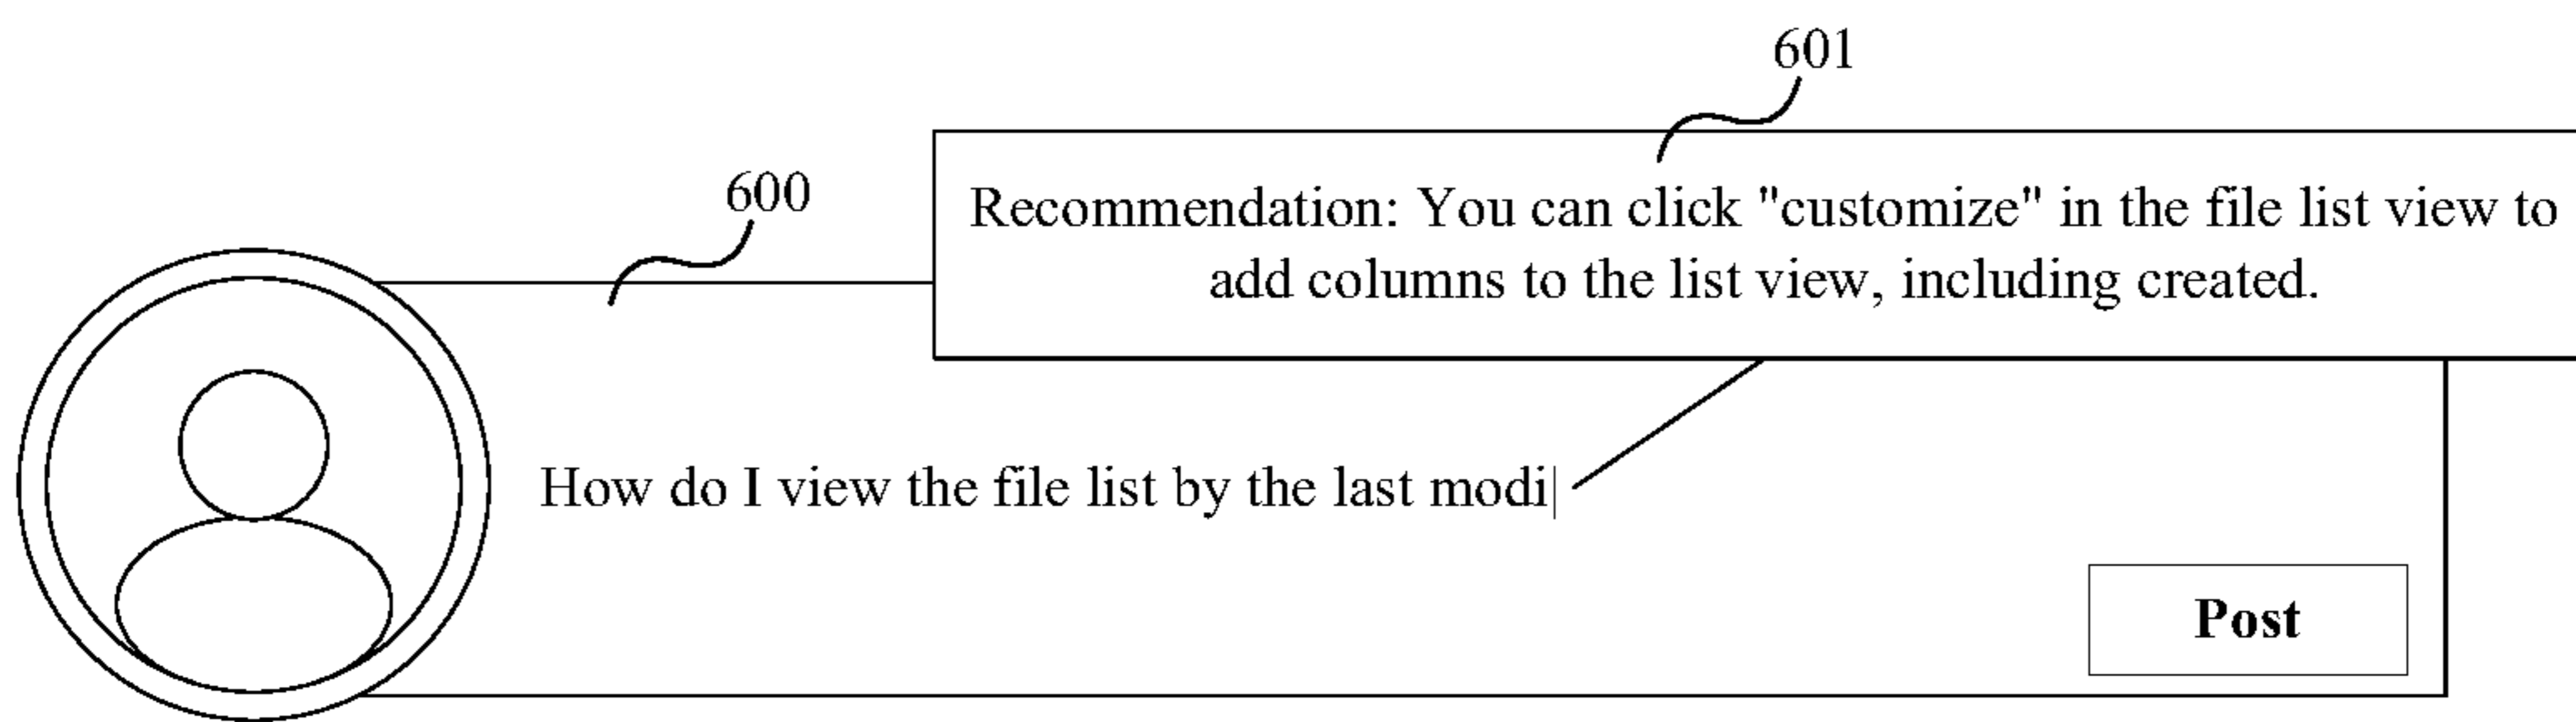 601
600
Recommendation: You can click "customize" in the file list view to
add columns to the list view, including created.
How do I view the file list by the last modi
Post